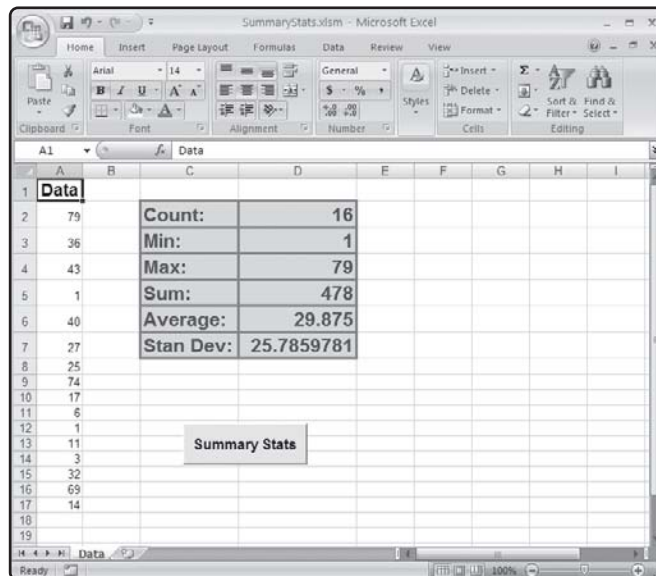 SummaryStats.xlsm - Microsoft Excel
Home Insert Page Layout Formulas Data Review View
Paste
Arial 14
B I U A A
General
$ % ,
Styles
Insert
Delete
Format
Σ
Sort & Filter
Find & Select
Clipboard Font Alignment Number Cells Editing
A1 fx Data
A B C D E F G H I
1 Data
2 79 Count: 16
3 36 Min: 1
4 43 Max: 79
5 1 Sum: 478
6 40 Average: 29.875
7 27 Stan Dev: 25.7859781
8 25
9 74
10 17
11 6
12 1
13 11
14 3
15 32
16 69
17 14
18
19
Summary Stats
Data
Ready 100%